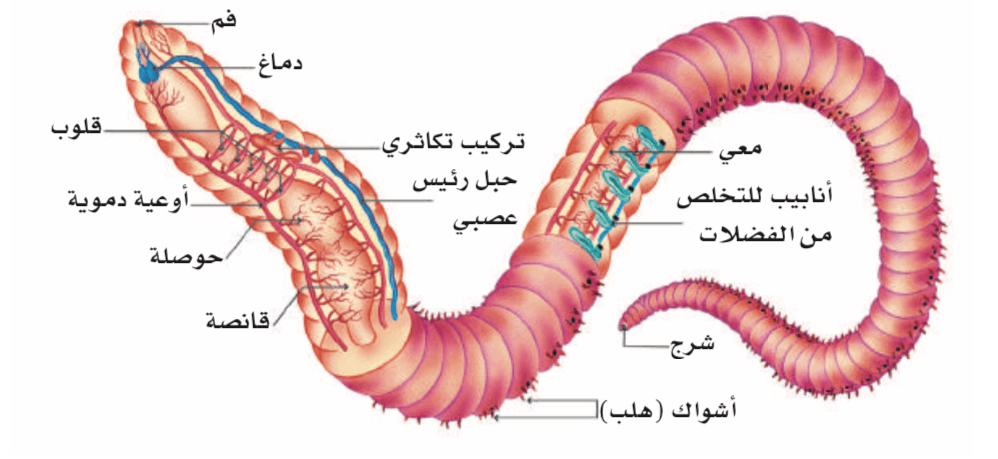 فم
دماغ
قلوب
تركيب تكاثري
معي
حبل رئيس
عصبي
أوعية دموية
أنابيب للتخلص
من الفضلات
حوصلة
قانصة
شرج
أشواك (هلب)